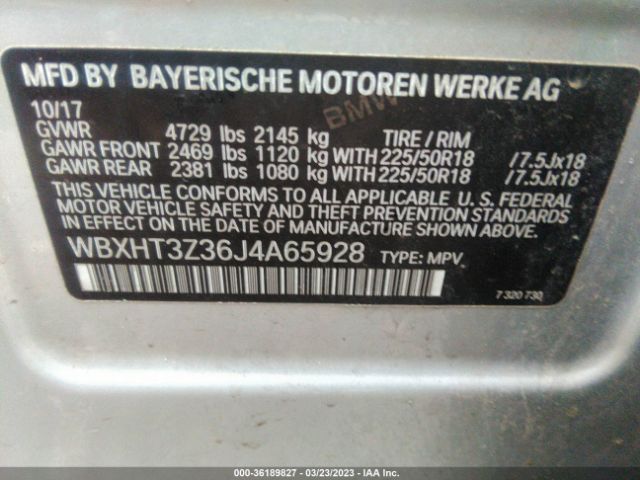 MFD BY BAYERISCHE MOTOREN WERKE AG
BMW
10/17
GVWR 4729 lbs 2145 kg TIRE / RIM
GAWR FRONT 2469 lbs 1120 kg WITH 225/50R18 /7.5Jx18
GAWR REAR 2381 lbs 1080 kg WITH 225/50R18 /7.5Jx18
THIS VEHICLE CONFORMS TO ALL APPLICABLE U. S. FEDERAL
MOTOR VEHICLE SAFETY AND THEFT PREVENTION STANDARDS
IN EFFECT ON THE DATE OF MANUFACTURE SHOWN ABOVE.
WBXHT3Z36J4A65928 TYPE: MPV
7 320 730
000-36189827 - 03/23/2023 - IAA Inc.